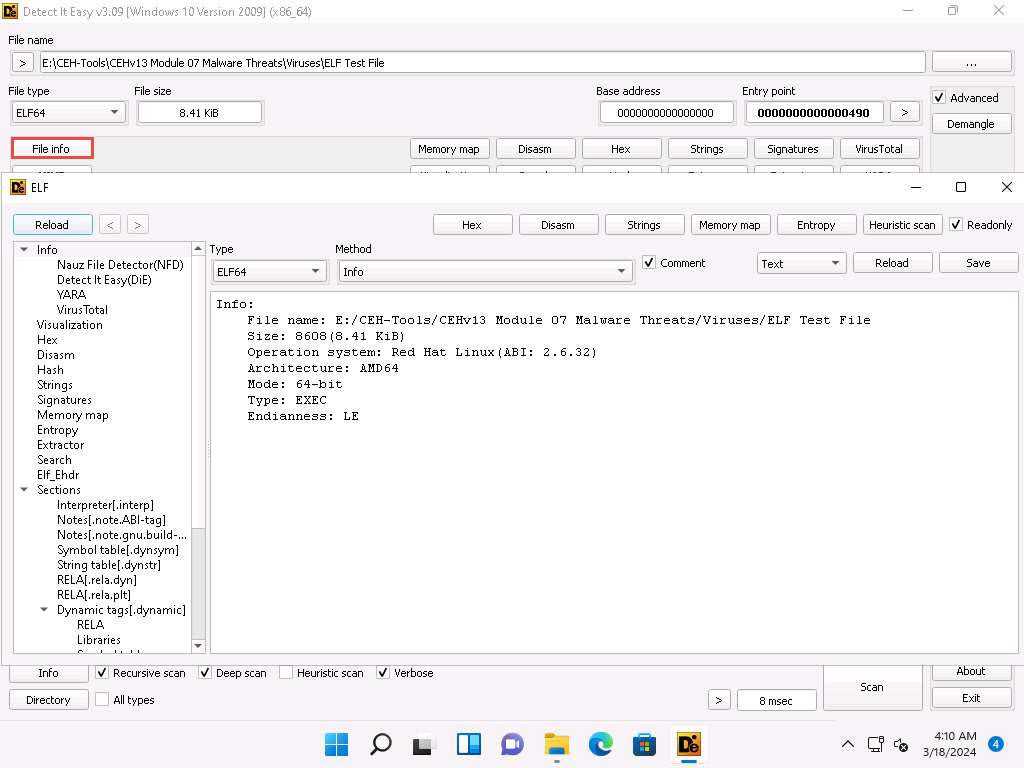 Detect It Easy v3.09 [Windows 10 Version 2009] (x86_64)
File name
> E:\CEH-Tools\CEHv13 Module 07 Malware Threats\Viruses\ELF Test File ...
File type File size Base address Entry point
ELF64 8.41 KiB 0000000000000000 0000000000000490 > Advanced
Demangle
File info Memory map Disasm Hex Strings Signatures VirusTotal
ELF
Reload < > Hex Disasm Strings Memory map Entropy Heuristic scan Readonly
Type Method
ELF64 Info Comment Text Reload Save
Info
Nauz File Detector(NFD)
Detect It Easy(DiE)
YARA
VirusTotal
Visualization
Hex
Disasm
Hash
Strings
Signatures
Memory map
Entropy
Extractor
Search
Elf_Ehdr
Sections
Interpreter[.interp]
Notes[.note.ABI-tag]
Notes[.note.gnu.build-...
Symbol table[.dynsym]
String table[.dynstr]
RELA[.rela.dyn]
RELA[.rela.plt]
Dynamic tags[.dynamic]
RELA
Libraries
Info:
File name: E:/CEH-Tools/CEHv13 Module 07 Malware Threats/Viruses/ELF Test File
Size: 8608(8.41 KiB)
Operation system: Red Hat Linux(ABI: 2.6.32)
Architecture: AMD64
Mode: 64-bit
Type: EXEC
Endianness: LE
Info Recursive scan Deep scan Heuristic scan Verbose
Directory All types > 8 msec Scan
About
Exit
4:10 AM
3/18/2024
4